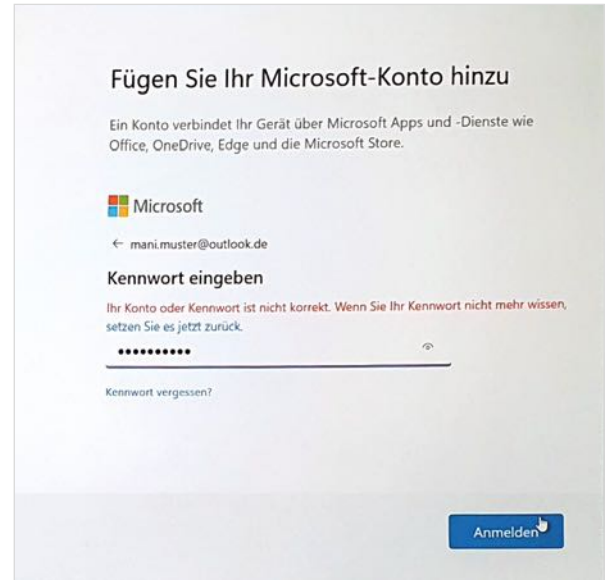 Fügen Sie Ihr Microsoft-Konto hinzu
Ein Konto verbindet Ihr Gerät über Microsoft Apps und -Dienste wie
Office, OneDrive, Edge und die Microsoft Store.
Microsoft
← mani.muster@outlook.de
Kennwort eingeben
Ihr Konto oder Kennwort ist nicht korrekt. Wenn Sie Ihr Kennwort nicht mehr wissen,
setzen Sie es jetzt zurück.
••••••••••
Kennwort vergessen?
Anmelden